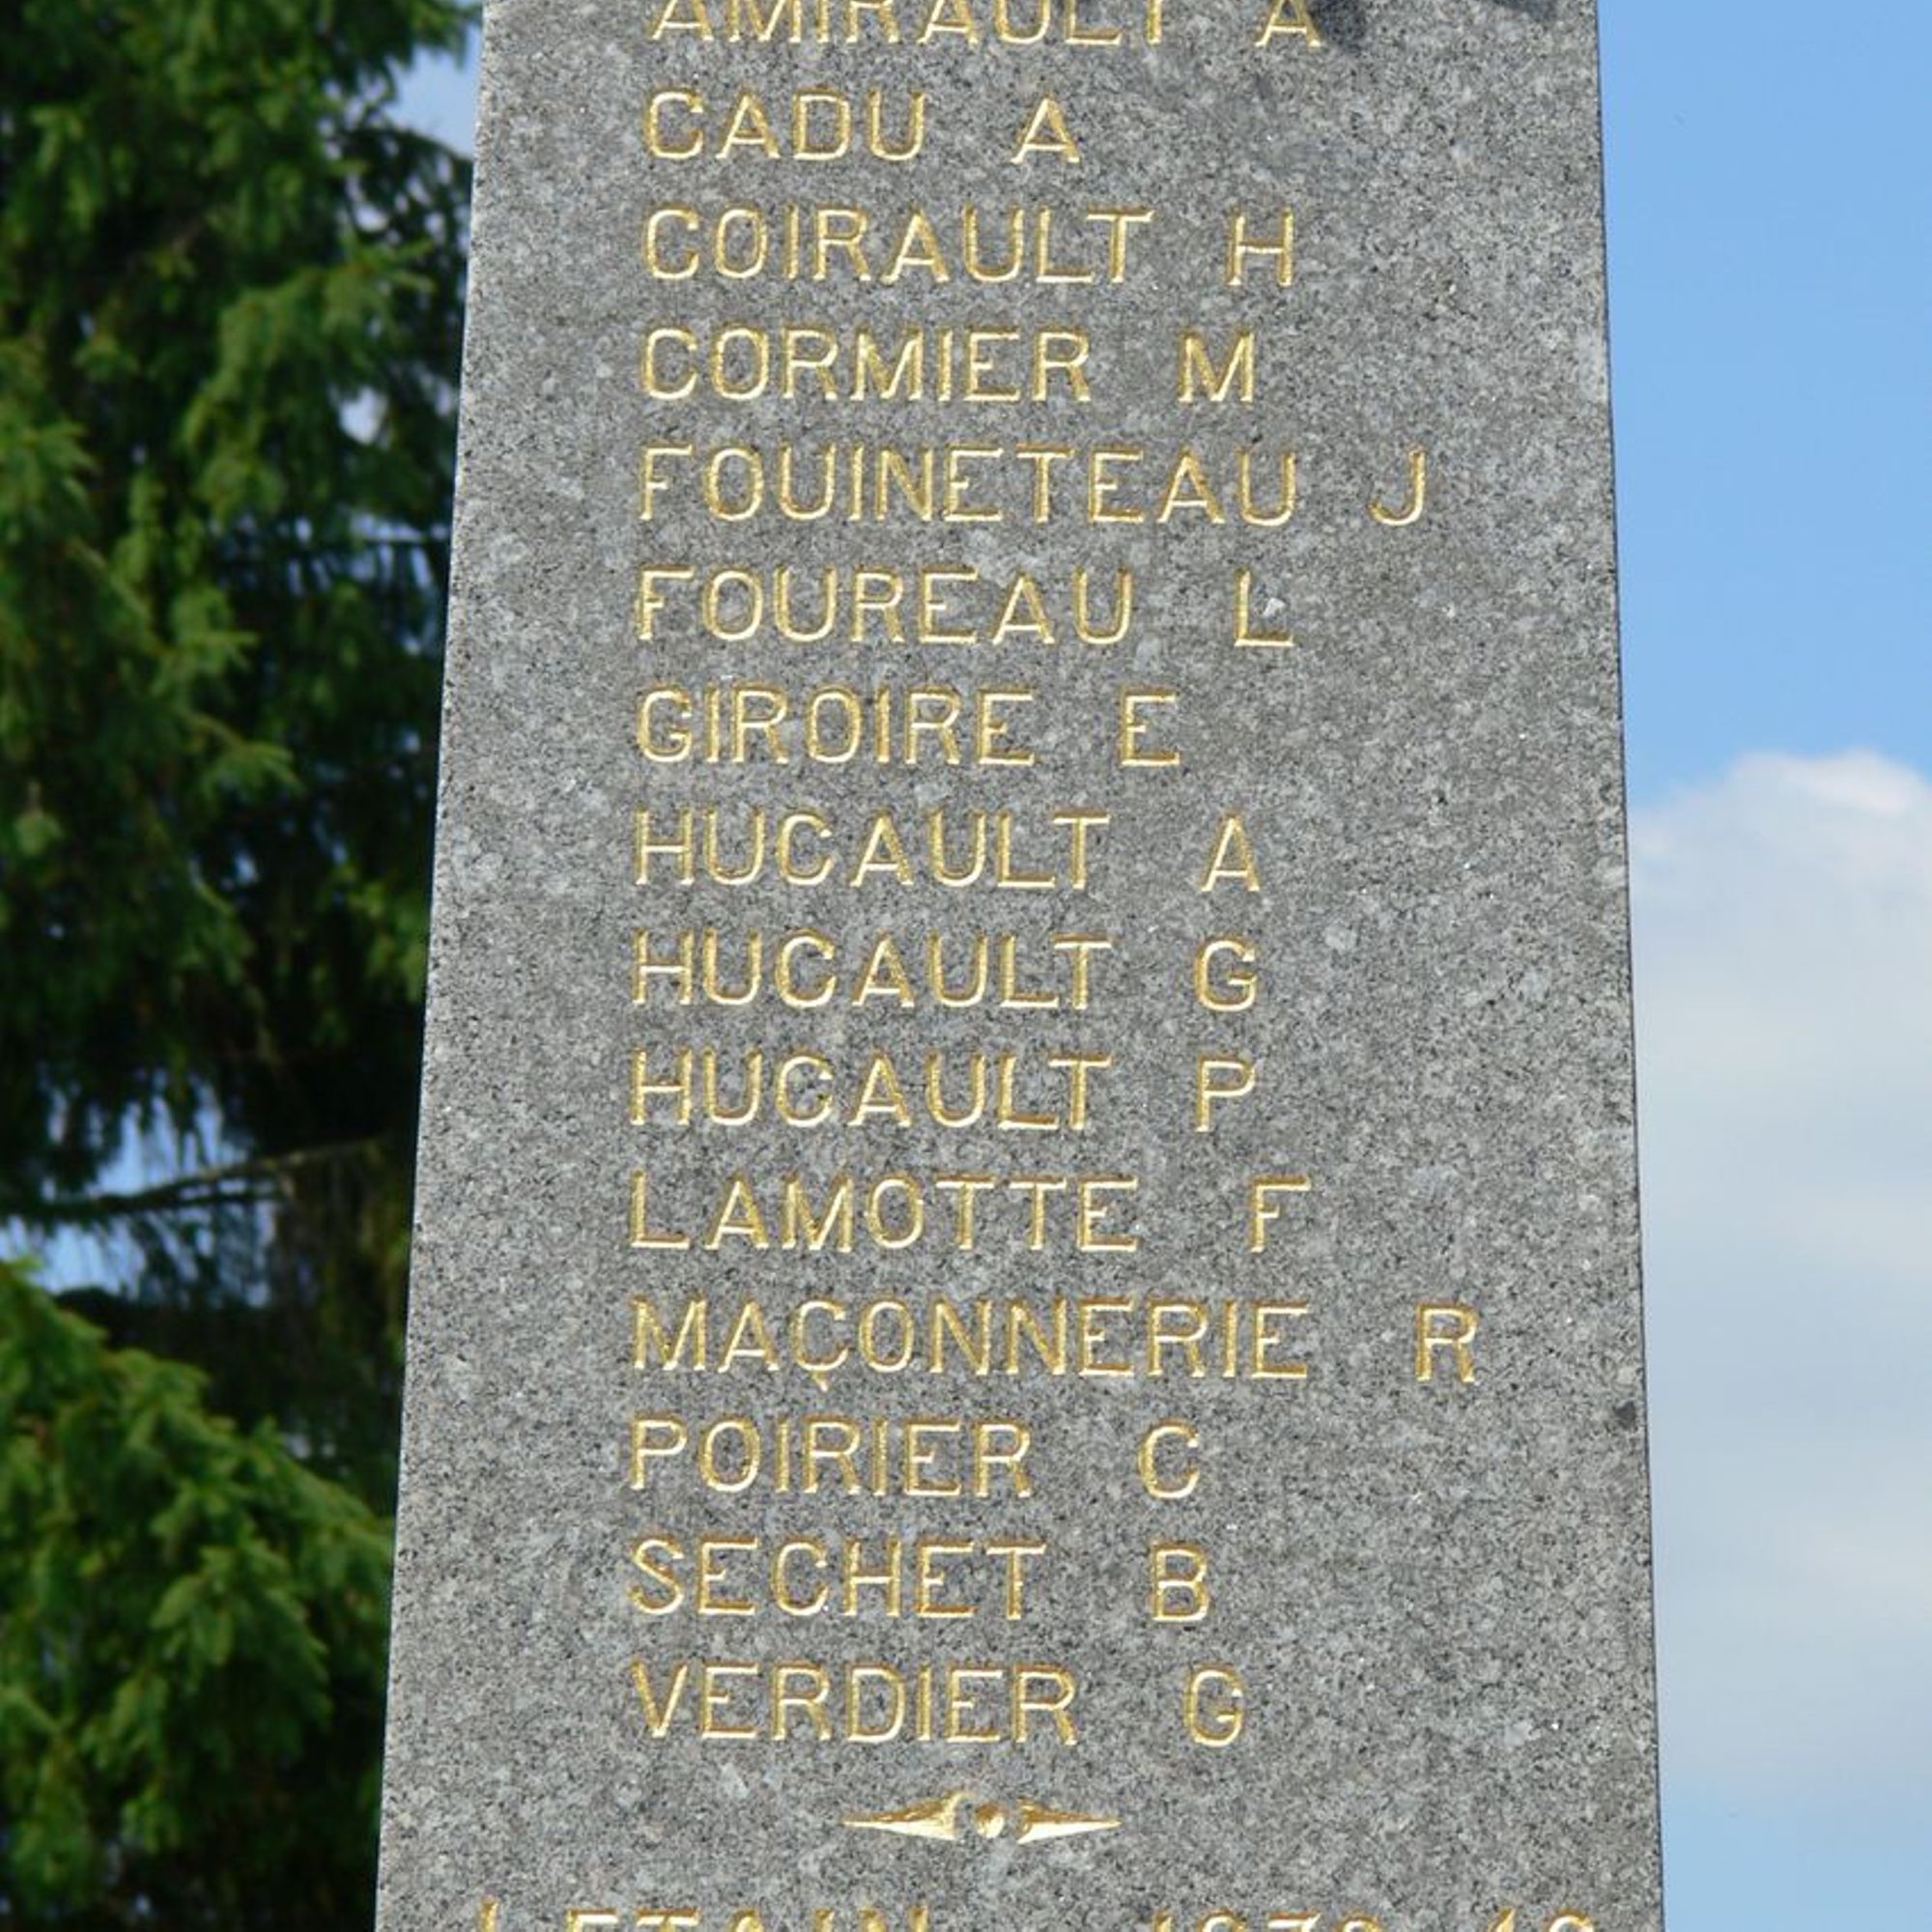 AMIRAULT A
CADU A
COIRAULT H
CORMIER M
FOUINETEAU J
FOUREAU L
GIROIRE E
HUCAULT A
HUCAULT G
HUCAULT P
LAMOTTE F
MAÇONNERIE R
POIRIER C
SECHET B
VERDIER G